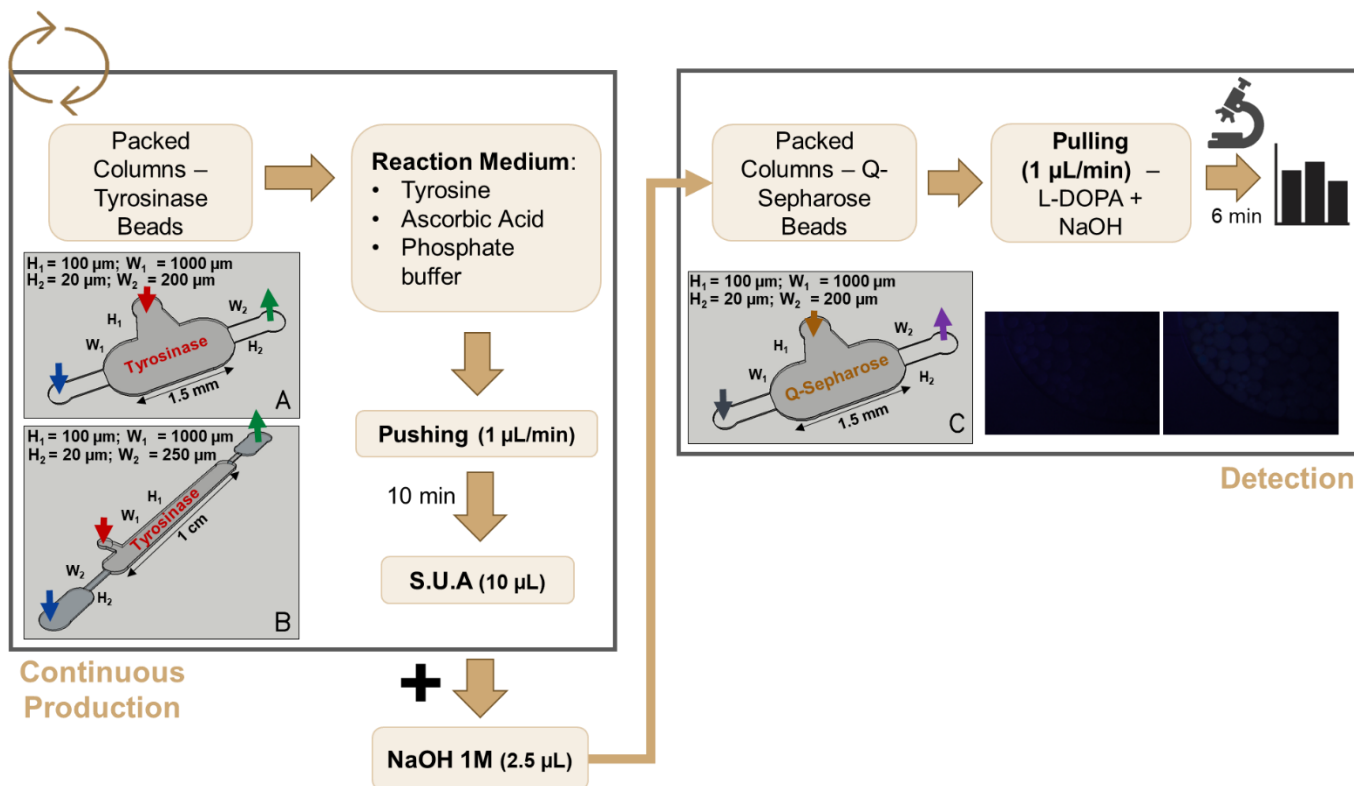 Packed
Columns –
Tyrosinase
Beads
Reaction Medium:
• Tyrosine
• Ascorbic Acid
• Phosphate
buffer
H₁ = 100 µm; W₁ = 1000 µm
H₂ = 20 µm; W₂ = 200 µm
W₂
H₁
W₁
H₂
Tyrosinase
1.5 mm
A
H₁ = 100 µm; W₁ = 1000 µm
H₂ = 20 µm; W₂ = 250 µm
H₁
W₁
Tyrosinase
1 cm
W₂
H₂
B
Pushing (1 µL/min)
10 min
S.U.A (10 µL)
Continuous
Production
+
NaOH 1M (2.5 µL)
Packed
Columns – Q-
Sepharose
Beads
Pulling
(1 µL/min) –
L-DOPA +
NaOH
6 min
H₁ = 100 µm; W₁ = 1000 µm
H₂ = 20 µm; W₂ = 200 µm
H₁
W₂
W₁
H₂
Q-Sepharose
1.5 mm
C
Detection